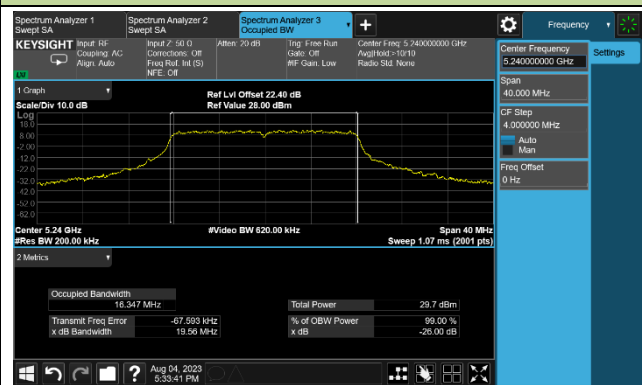 Spectrum Analyzer 1
Swept SA
Spectrum Analyzer 2
Swept SA
Spectrum Analyzer 3
Occupied BW
+
Frequency
KEYSIGHT
LXI
Input: RF
Coupling: AC
Align: Auto
Input Z: 50 Ω
Corrections: Off
Freq Ref: Int (S)
NFE: Off
Atten: 20 dB
Trig: Free Run
Gate: Off
#IF Gain: Low
Center Freq: 5.240000000 GHz
Avg|Hold:>10/10
Radio Std: None
Center Frequency
5.240000000 GHz
Settings
Span
40.000 MHz
CF Step
4.000000 MHz
Auto
Man
Freq Offset
0 Hz
1 Graph
Scale/Div 10.0 dB
Ref Lvl Offset 22.40 dB
Ref Value 28.00 dBm
Log
18.0
8.00
-2.00
-12.0
-22.0
-32.0
-42.0
-52.0
-62.0
Center 5.24 GHz
#Video BW 620.00 kHz
Span 40 MHz
#Res BW 200.00 kHz
Sweep 1.07 ms (2001 pts)
2 Metrics
Occupied Bandwidth
16.347 MHz
Total Power 29.7 dBm
Transmit Freq Error -67.593 kHz
% of OBW Power 99.00 %
x dB Bandwidth 19.56 MHz
x dB -26.00 dB
?
Aug 04, 2023
5:33:41 PM